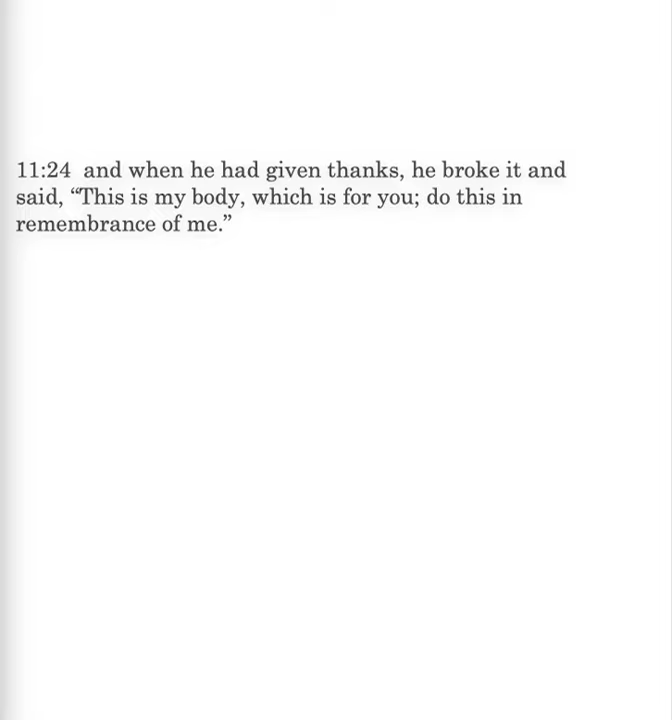 11:24 and when he had given thanks, he broke it and
said, “This is my body, which is for you; do this in
remembrance of me.”